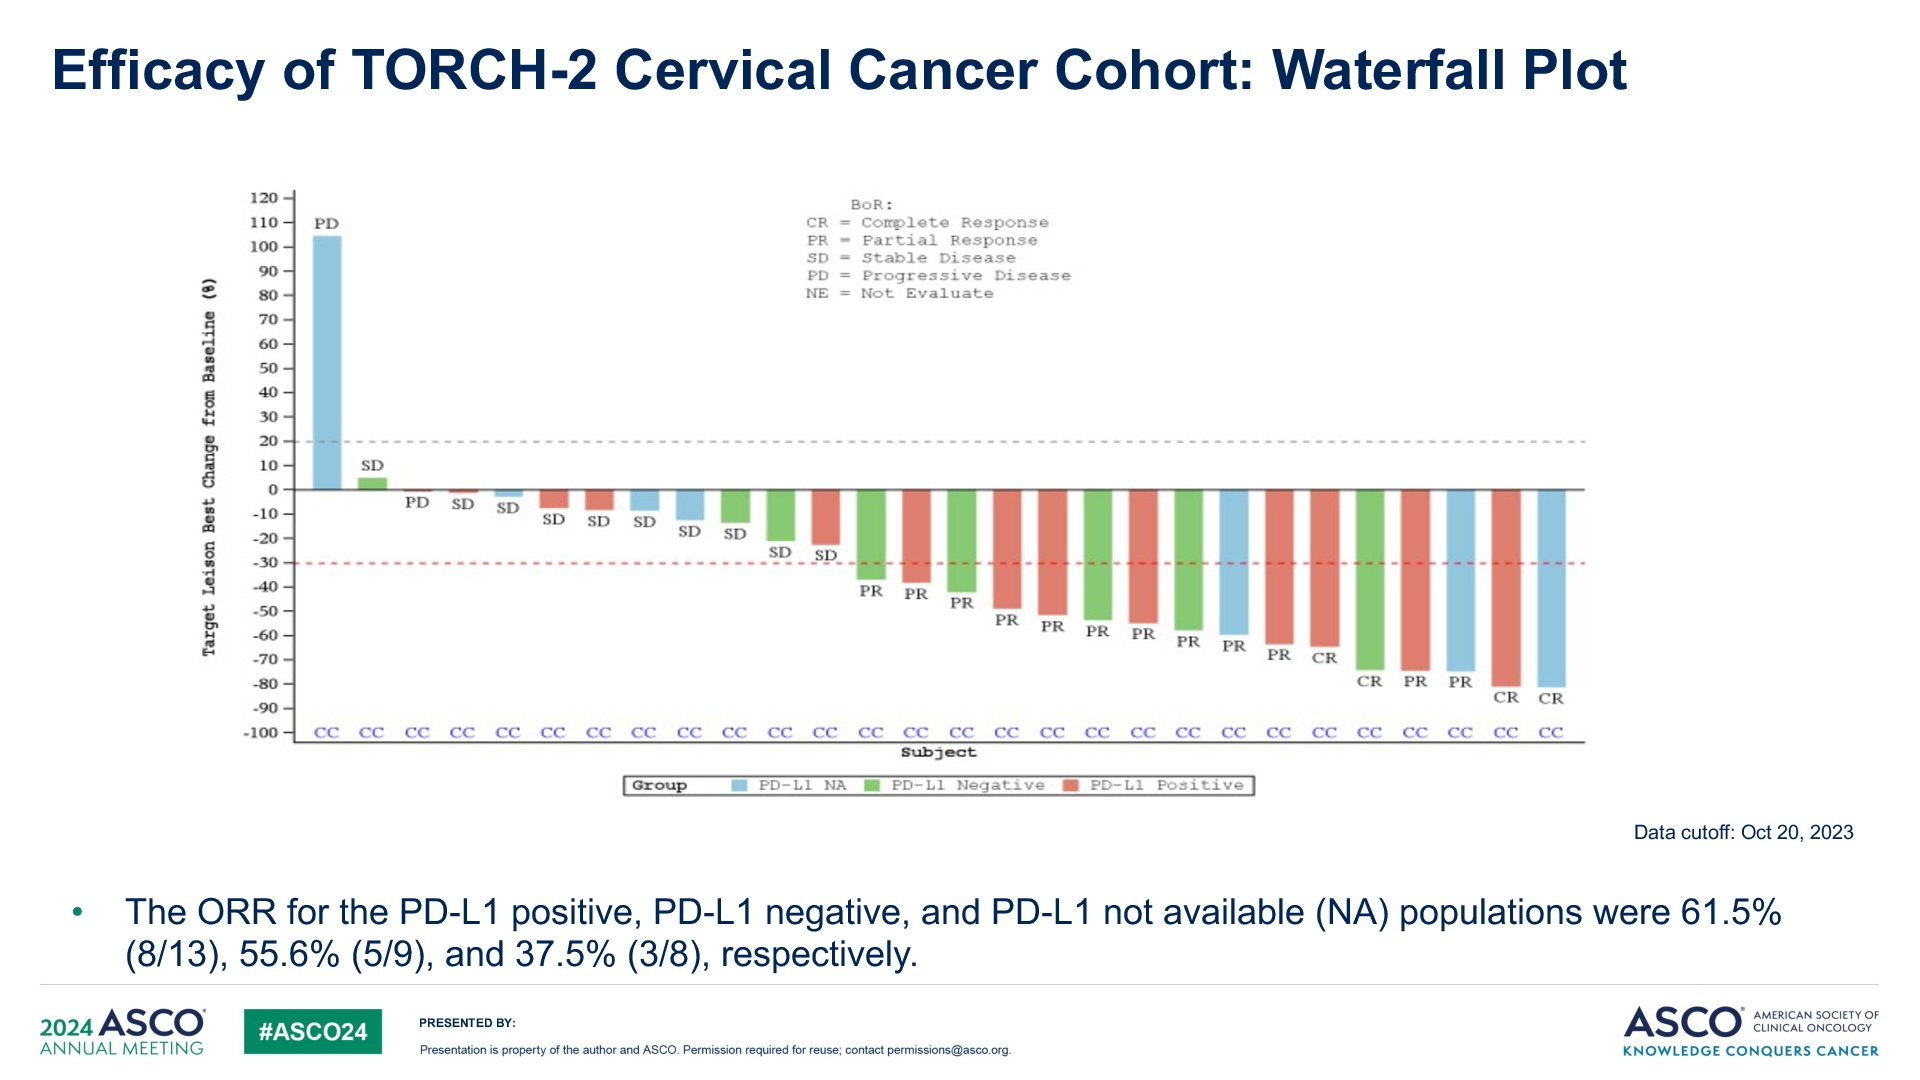 Efficacy of TORCH-2 Cervical Cancer Cohort: Waterfall Plot
Target Leison Best Change from Baseline (%)
120
110
100
90
80
70
60
50
40
30
20
10
0
-10
-20
-30
-40
-50
-60
-70
-80
-90
-100
BoR:
CR = Complete Response
PR = Partial Response
SD = Stable Disease
PD = Progressive Disease
NE = Not Evaluate
PD SD PD SD SD SD SD SD SD SD SD SD PR PR PR PR PR PR PR PR PR PR CR CR PR PR CR CR
CC CC CC CC CC CC CC CC CC CC CC CC CC CC CC CC CC CC CC CC CC CC CC CC CC CC CC CC
Subject
Group PD-L1 NA PD-L1 Negative PD-L1 Positive
Data cutoff: Oct 20, 2023
• The ORR for the PD-L1 positive, PD-L1 negative, and PD-L1 not available (NA) populations were 61.5%
(8/13), 55.6% (5/9), and 37.5% (3/8), respectively.
2024 ASCO®
ANNUAL MEETING
#ASCO24
PRESENTED BY:
Presentation is property of the author and ASCO. Permission required for reuse; contact permissions@asco.org.
ASCO® AMERICAN SOCIETY OF
CLINICAL ONCOLOGY
KNOWLEDGE CONQUERS CANCER